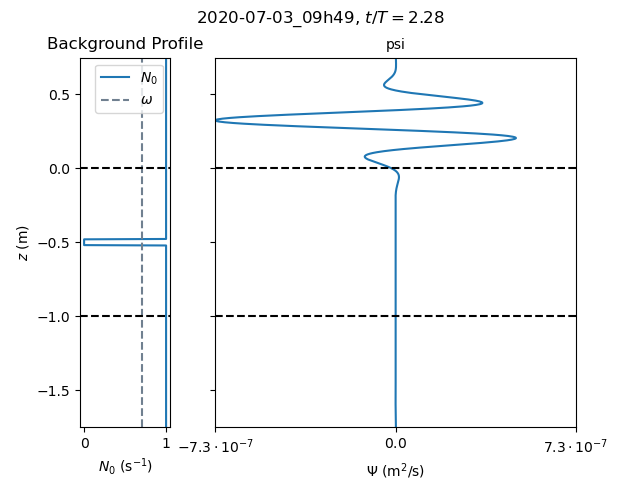 2020-07-03_09h49, t/T = 2.28
Background Profile
psi
N₀
ω
0.5
0.0
−0.5
−1.0
−1.5
z (m)
0
1
−7.3 · 10⁻⁷
0.0
7.3 · 10⁻⁷
N₀ (s⁻¹)
Ψ (m²/s)